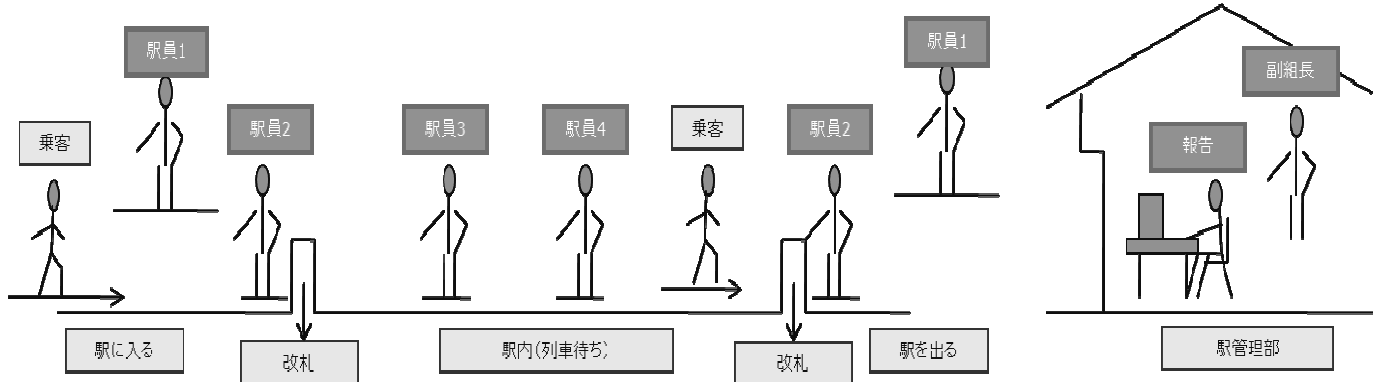 駅員1
駅員1
副組長
乗客
駅員2
駅員3
駅員4
乗客
駅員2
報告
駅に入る
改札
駅内(列車待ち)
改札
駅を出る
駅管理部